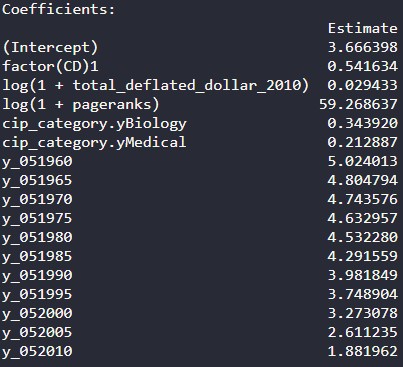 Coefficients:
Estimate
(Intercept) 3.666398
factor(CD)1 0.541634
log(1 + total_deflated_dollar_2010) 0.029433
log(1 + pageranks) 59.268637
cip_category.yBiology 0.343920
cip_category.yMedical 0.212887
y_051960 5.024013
y_051965 4.804794
y_051970 4.743576
y_051975 4.632957
y_051980 4.532280
y_051985 4.291559
y_051990 3.981849
y_051995 3.748904
y_052000 3.273078
y_052005 2.611235
y_052010 1.881962